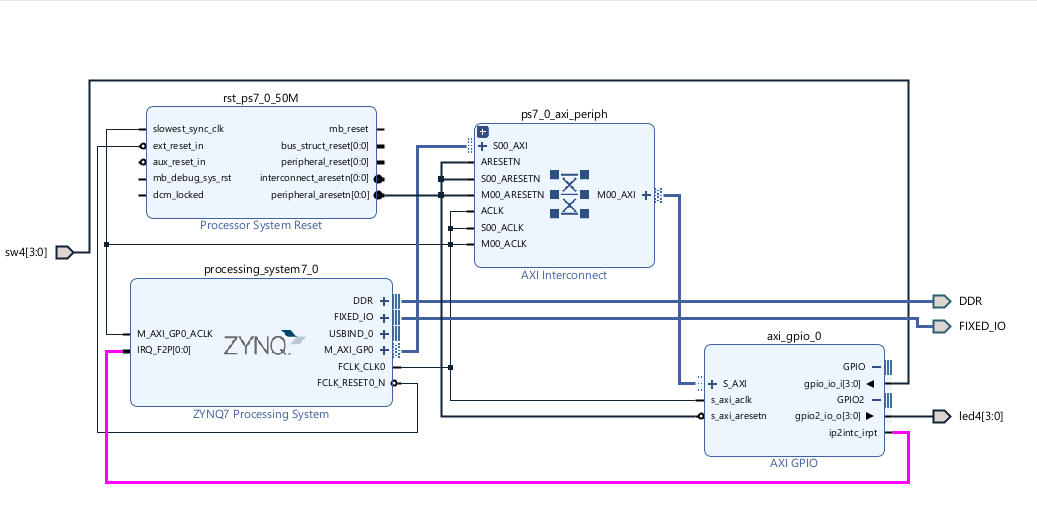 rst_ps7_0_50M
slowest_sync_clk
ext_reset_in
aux_reset_in
mb_debug_sys_rst
dcm_locked
mb_reset
bus_struct_reset[0:0]
peripheral_reset[0:0]
interconnect_aresetn[0:0]
peripheral_aresetn[0:0]
Processor System Reset
ps7_0_axi_periph
S00_AXI
ARESETN
S00_ARESETN
M00_ARESETN
ACLK
S00_ACLK
M00_ACLK
M00_AXI
AXI Interconnect
sw4[3:0]
processing_system7_0
M_AXI_GP0_ACLK
IRQ_F2P[0:0]
ZYNQ
DDR
FIXED_IO
USBIND_0
M_AXI_GP0
FCLK_CLK0
FCLK_RESET0_N
ZYNQ7 Processing System
DDR
FIXED_IO
axi_gpio_0
S_AXI
s_axi_aclk
s_axi_aresetn
GPIO
gpio_io_i[3:0]
GPIO2
gpio2_io_o[3:0]
ip2intc_irpt
AXI GPIO
led4[3:0]